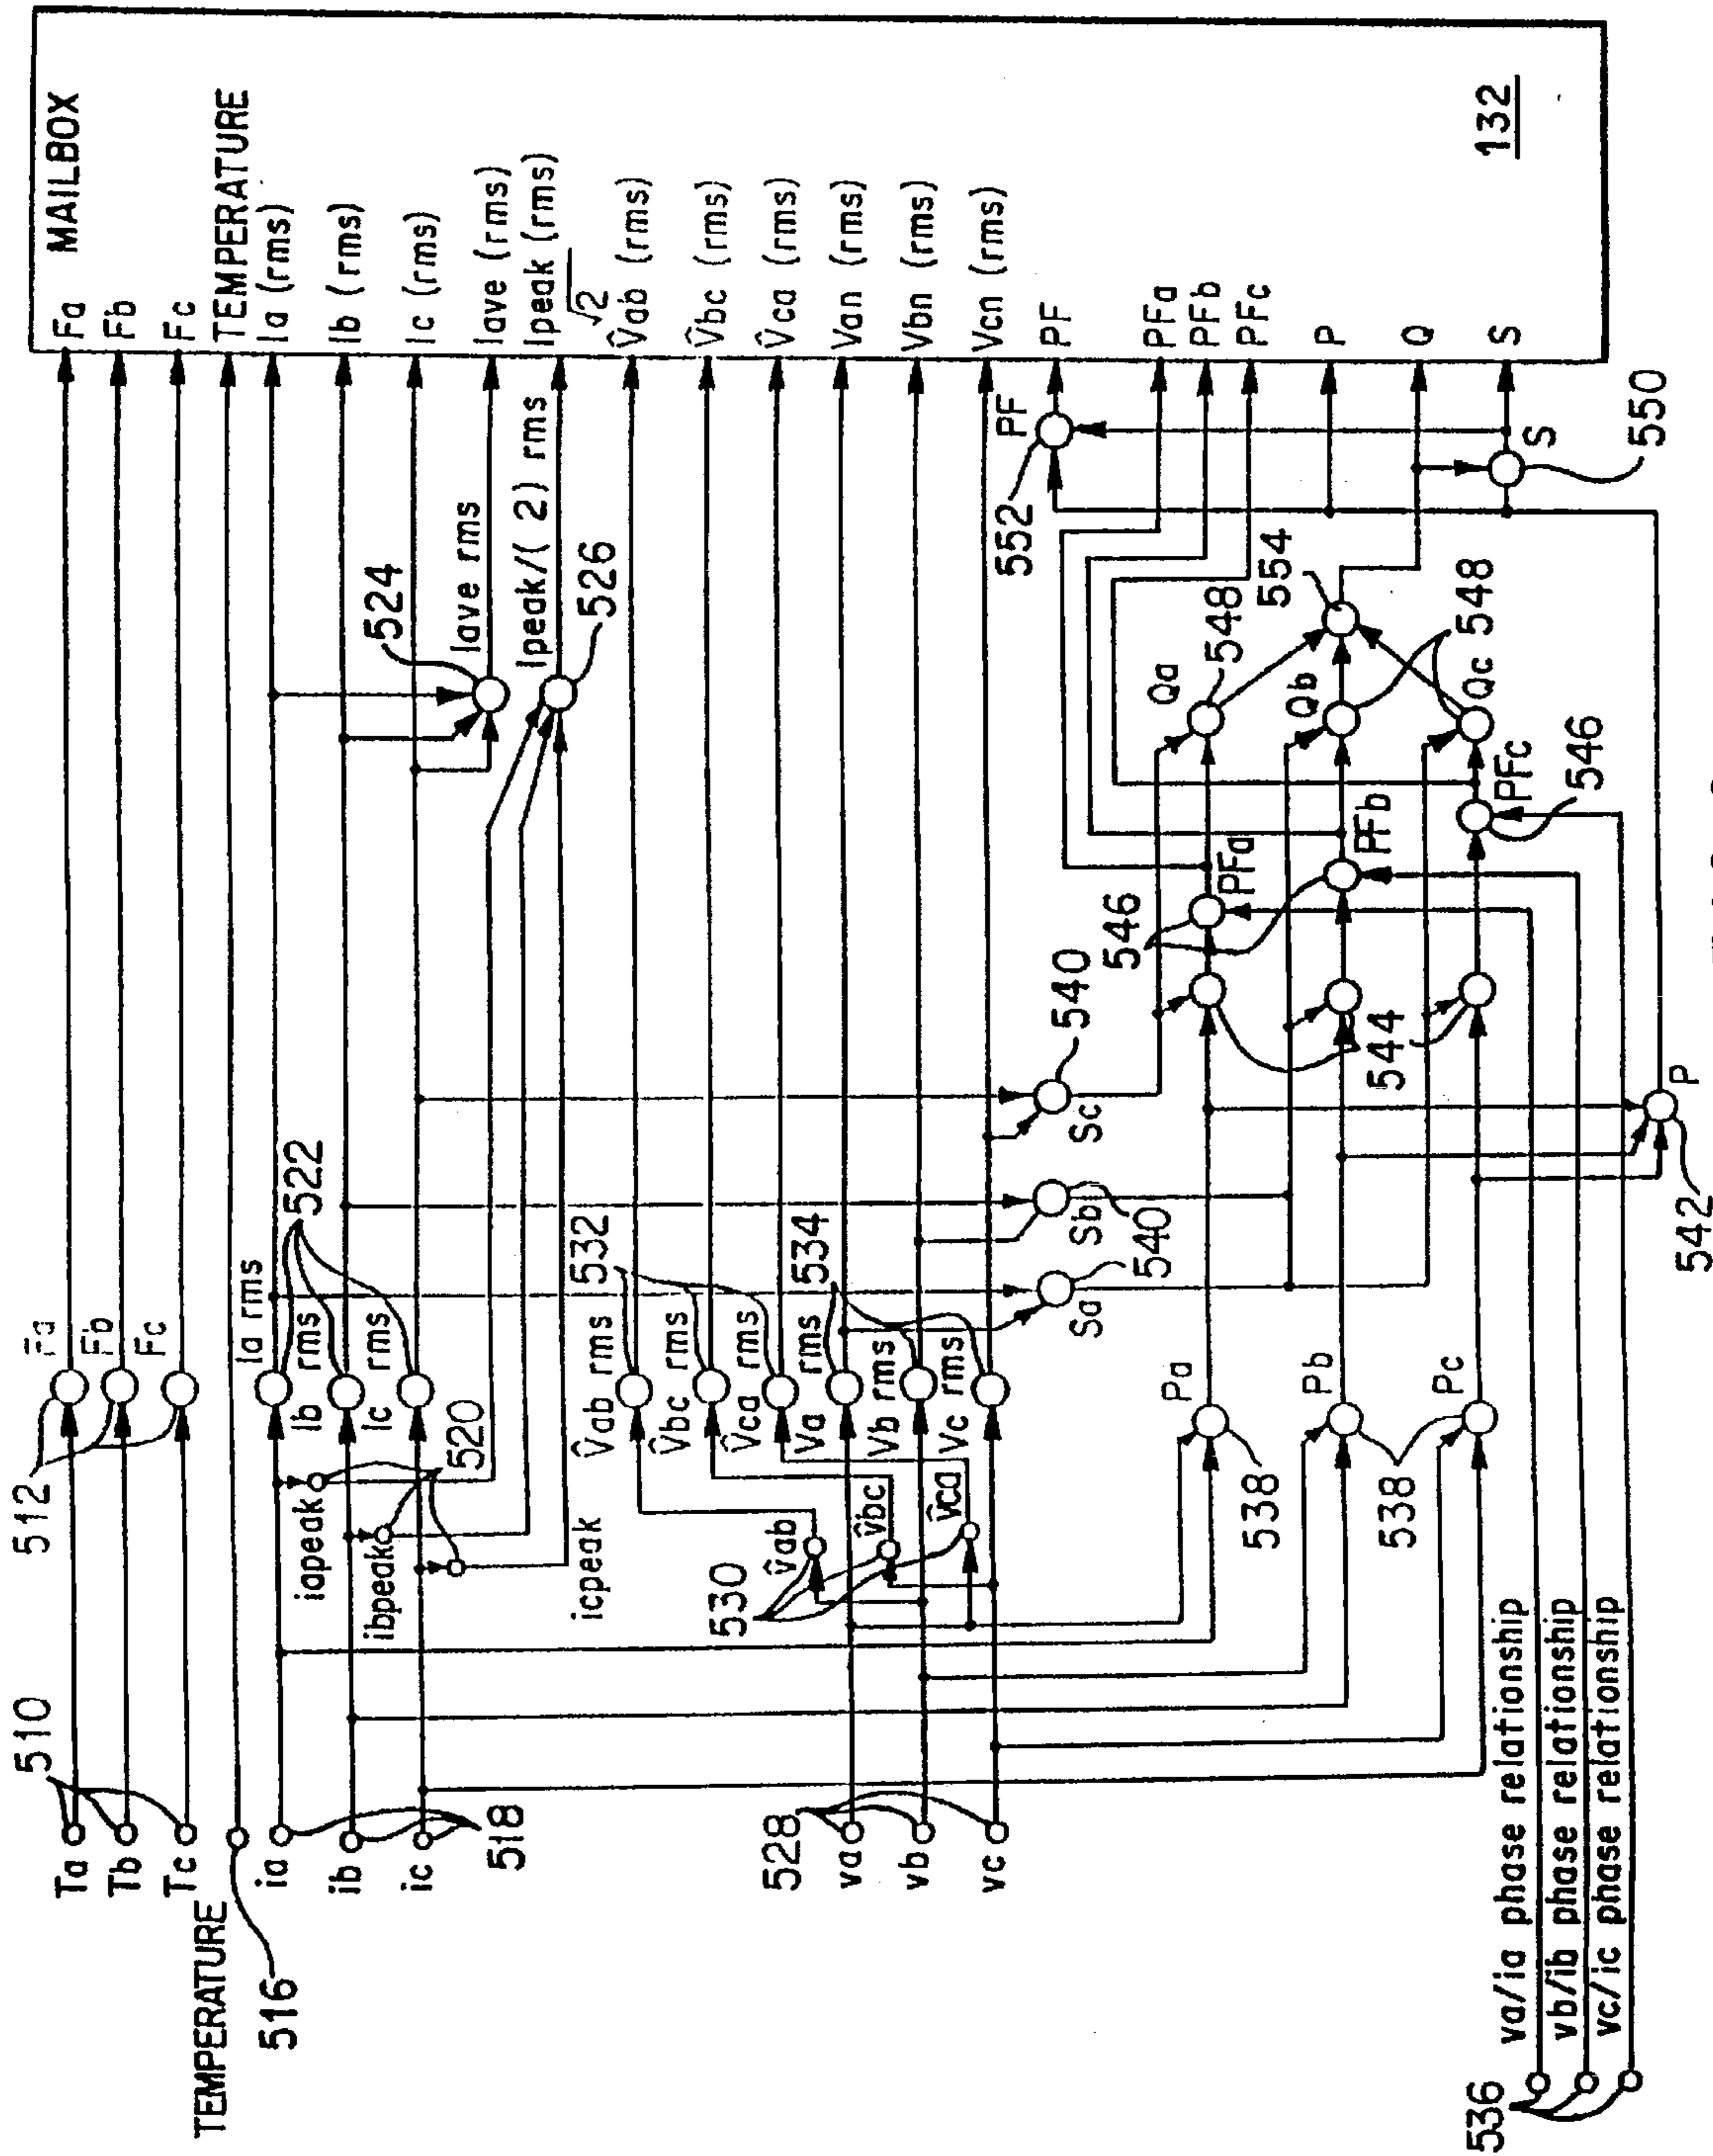 MAILBOX
Fa
Fb
Fc
TEMPERATURE
Ia (rms)
Ib (rms)
Ic (rms)
Iave (rms)
Ipeak (rms)
√2
V̂ab (rms)
V̂bc (rms)
V̂ca (rms)
Van (rms)
Vbn (rms)
Vcn (rms)
PF
PFa
PFb
PFc
P
Q
S
132
510
512
Ta
Tb
Tc
Fa
Fb
Fc
TEMPERATURE
516
ia
ib
ic
518
iapeak
ibpeak
icpeak
520
Ia rms
Ib rms
Ic rms
522
524
Iave rms
Ipeak/( 2) rms
526
528
va
vb
vc
530
v̂ab
v̂bc
v̂ca
532
V̂ab rms
V̂bc rms
V̂ca rms
534
Va rms
Vb rms
Vc rms
Sa
540
Sb
540
Sc
540
Pa
538
Pb
538
Pc
542
P
544
546
PFa
PFb
PFc
546
Qa
548
Qb
548
Qc
554
552
PF
S
550
536
va/ia phase relationship
vb/ib phase relationship
vc/ic phase relationship